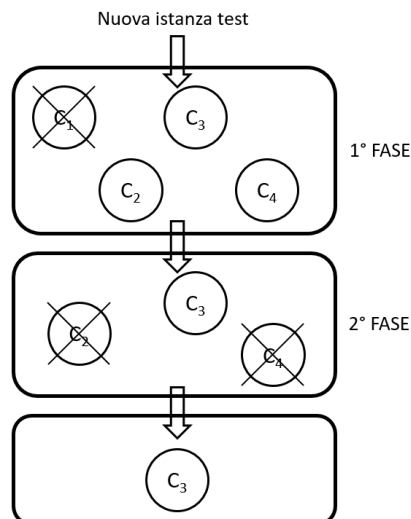 Nuova istanza test
C1
C3
C2
C4
1° FASE
C3
C2
C4
2° FASE
C3